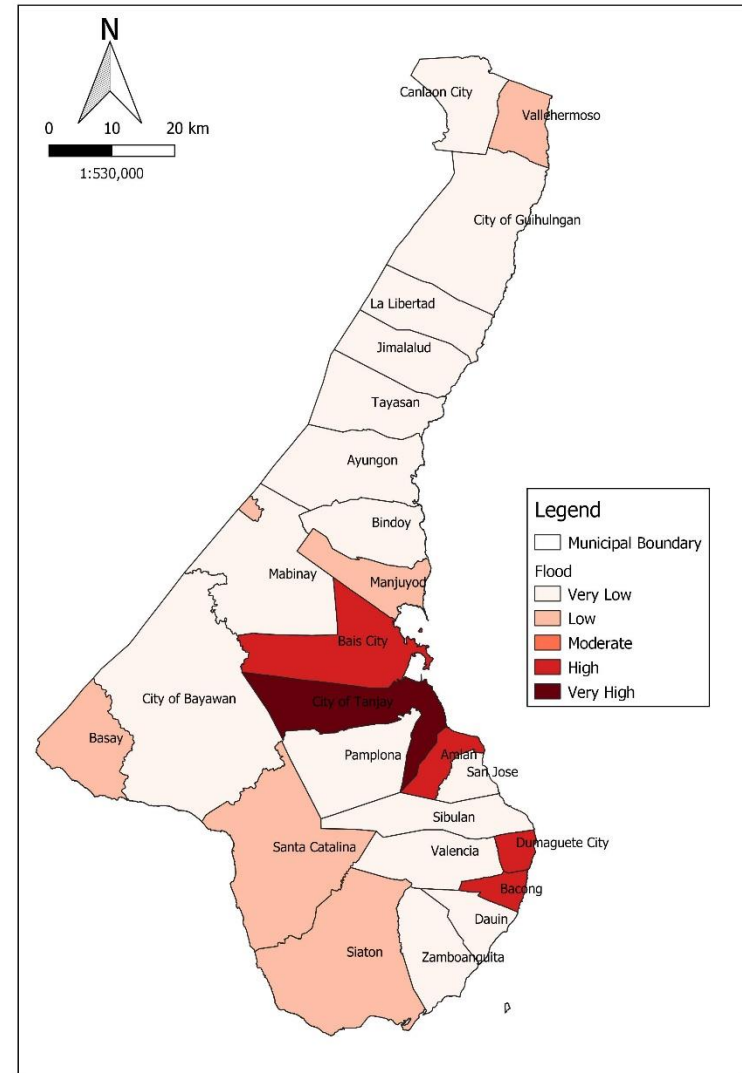 N
0 10 20 km
1:530,000
Canlaon City
Vallehermoso
City of Guihulngan
La Libertad
Jimalalud
Tayasan
Ayungon
Bindoy
Mabinay
Manjuyod
Bais City
City of Bayawan
City of Tanjay
Basay
Pamplona
Amlan
San Jose
Sibulan
Santa Catalina
Valencia
Dumaguete City
Bacong
Dauin
Siaton
Zamboanguita
Legend
Municipal Boundary
Flood
Very Low
Low
Moderate
High
Very High